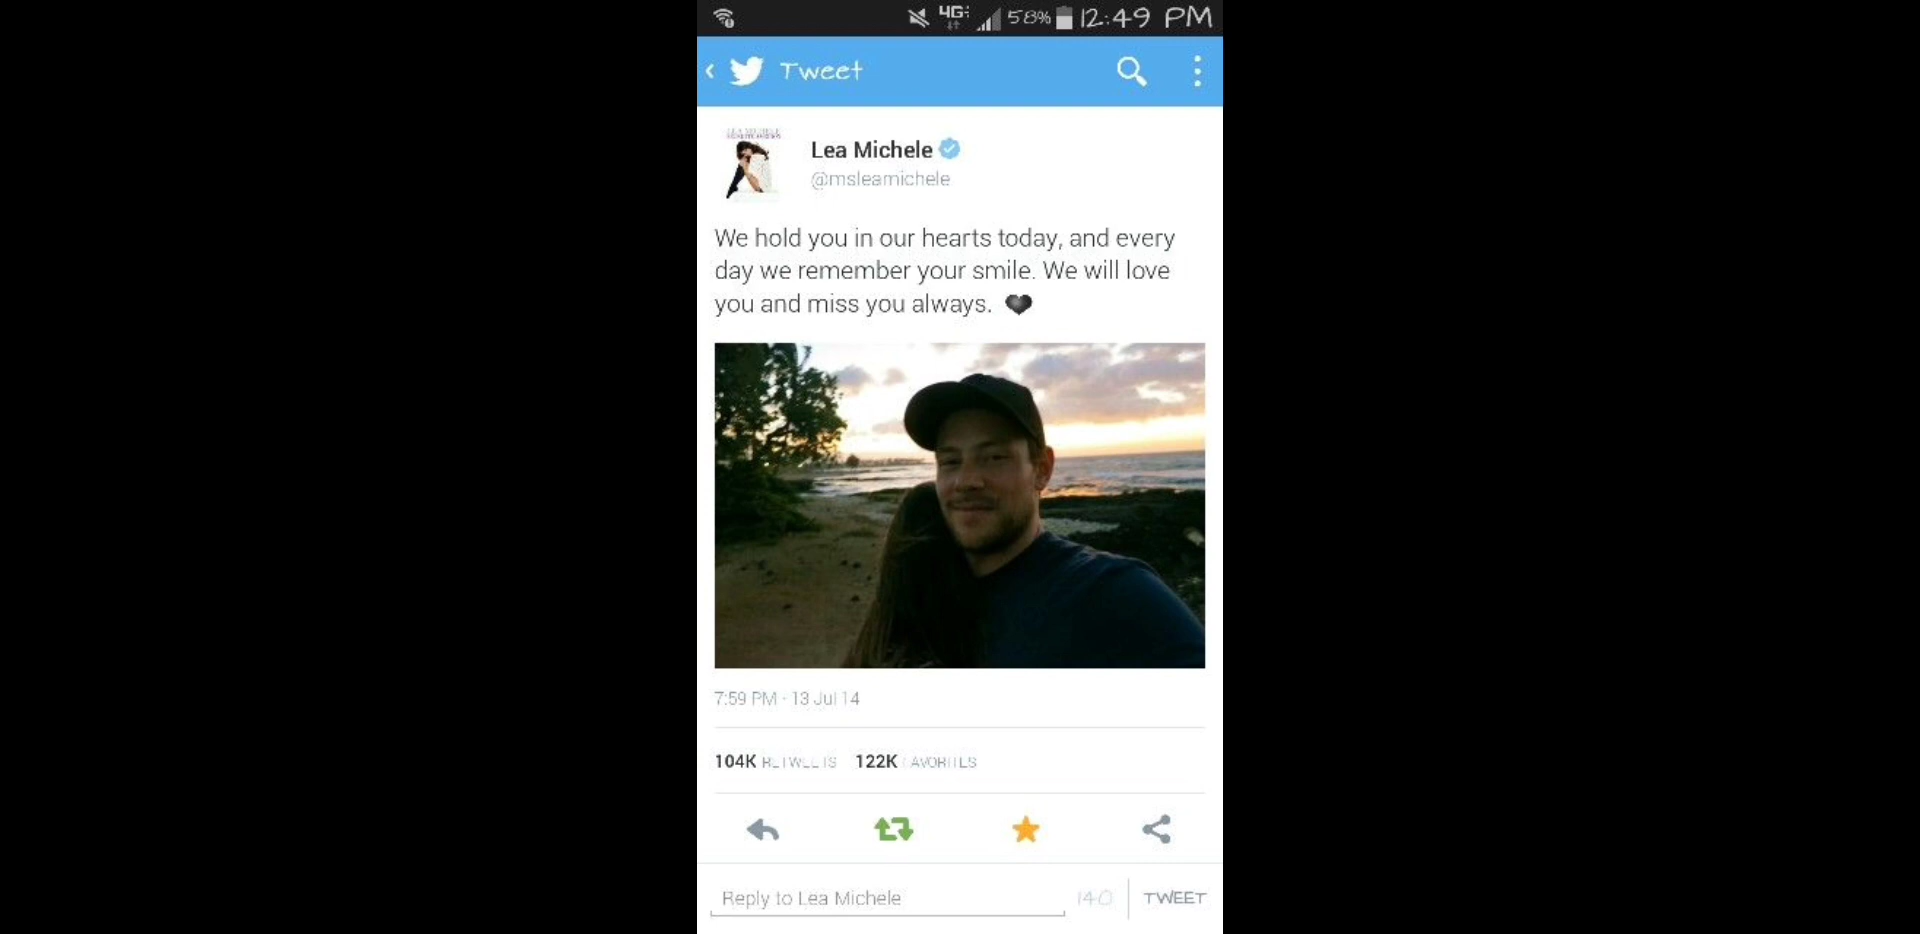 4G 58% 12:49 PM
Tweet
Lea Michele
@msleamichele
We hold you in our hearts today, and every
day we remember your smile. We will love
you and miss you always. 🖤
7:59 PM · 13 Jul 14
104K RETWEETS 122K FAVORITES
Reply to Lea Michele 140 TWEET